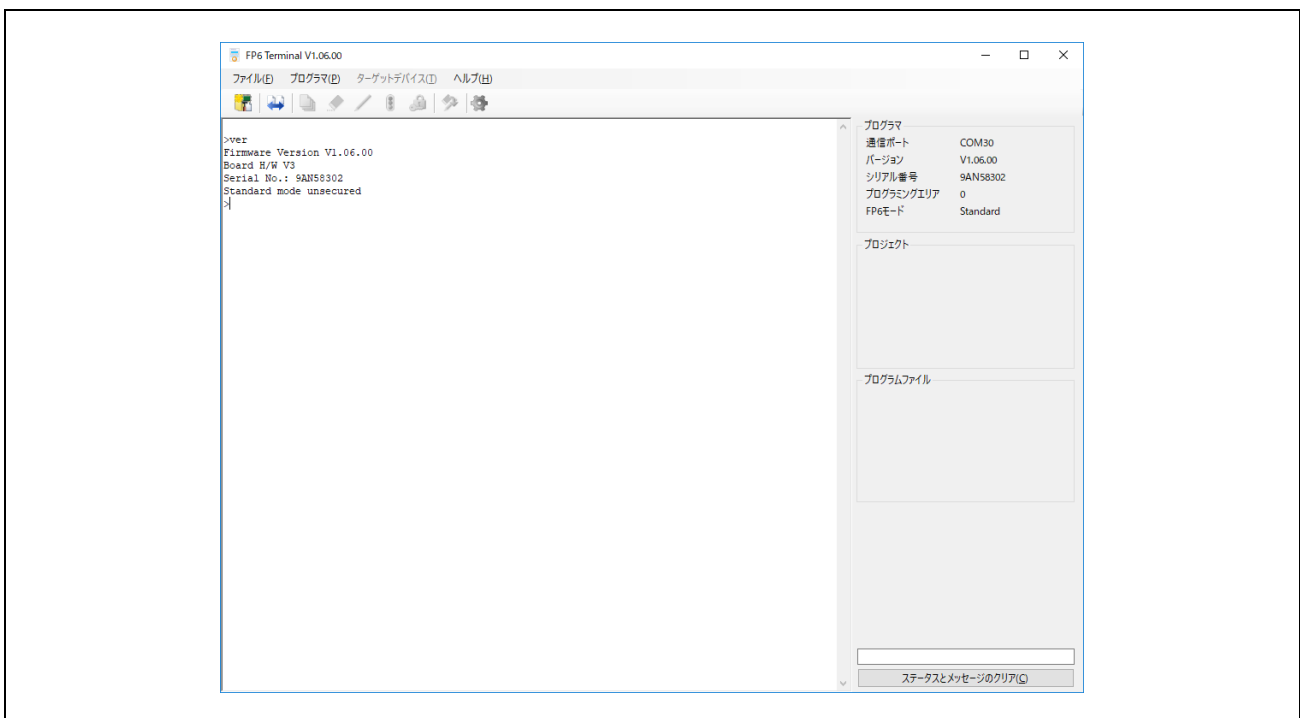 FP6 Terminal V1.06.00
ファイル(F) プログラマ(P) ターゲットデバイス(T) ヘルプ(H)
>ver
Firmware Version V1.06.00
Board H/W V3
Serial No.: 9AN58302
Standard mode unsecured
>
プログラマ
通信ポート COM30
バージョン V1.06.00
シリアル番号 9AN58302
プログラミングエリア 0
FP6モード Standard
プロジェクト
プログラムファイル
ステータスとメッセージのクリア(C)